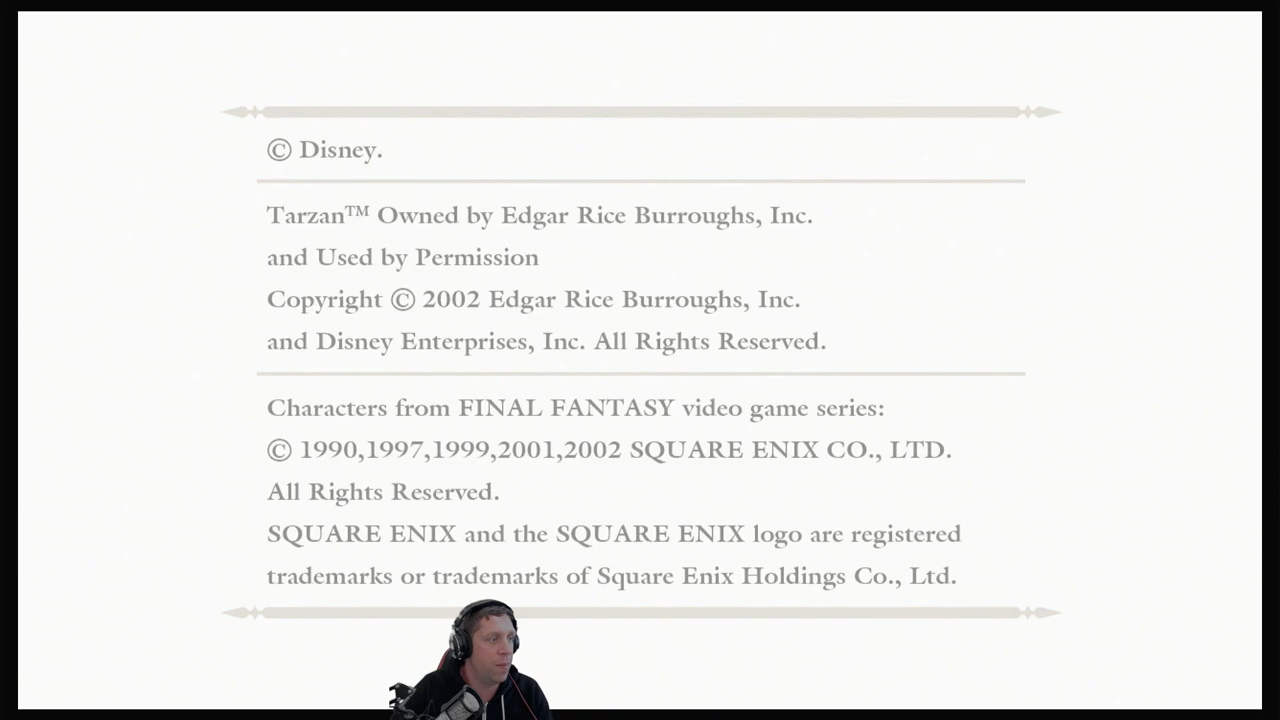 © Disney.
Tarzan™ Owned by Edgar Rice Burroughs, Inc.
and Used by Permission
Copyright © 2002 Edgar Rice Burroughs, Inc.
and Disney Enterprises, Inc. All Rights Reserved.
Characters from FINAL FANTASY video game series:
© 1990,1997,1999,2001,2002 SQUARE ENIX CO., LTD.
All Rights Reserved.
SQUARE ENIX and the SQUARE ENIX logo are registered
trademarks or trademarks of Square Enix Holdings Co., Ltd.